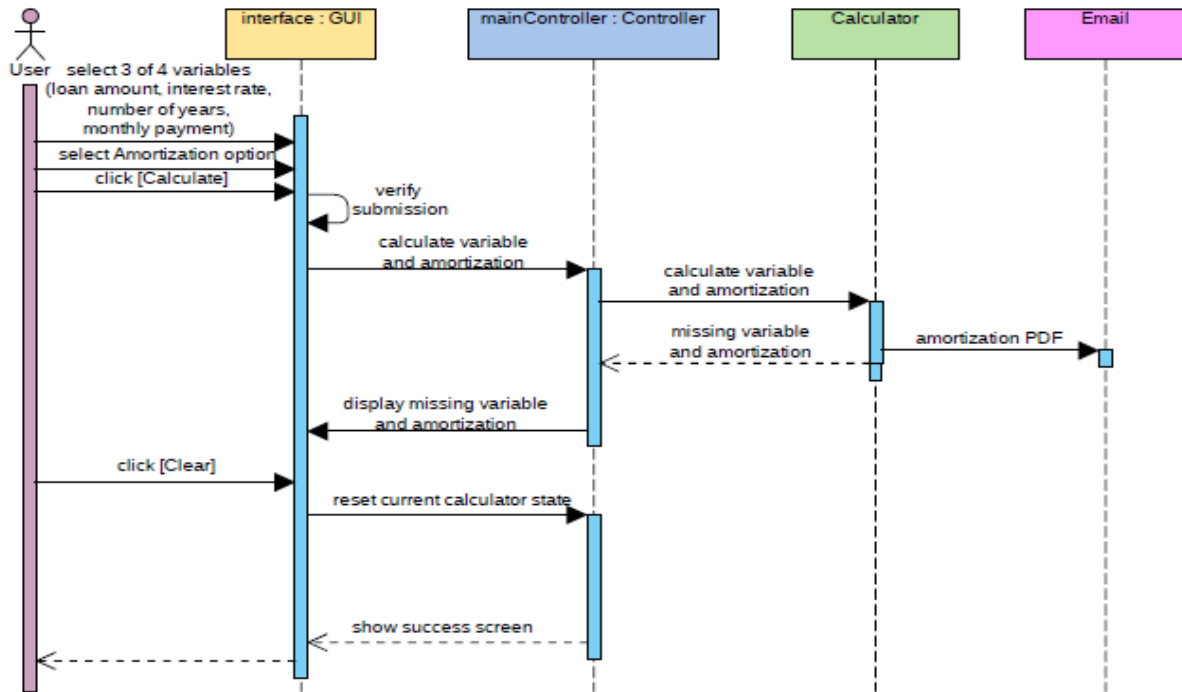 interface : GUI
mainController : Controller
Calculator
Email
User
select 3 of 4 variables
(loan amount, interest rate,
number of years,
monthly payment)
select Amortization option
click [Calculate]
verify
submission
calculate variable
and amortization
calculate variable
and amortization
missing variable
and amortization
amortization PDF
display missing variable
and amortization
click [Clear]
reset current calculator state
show success screen